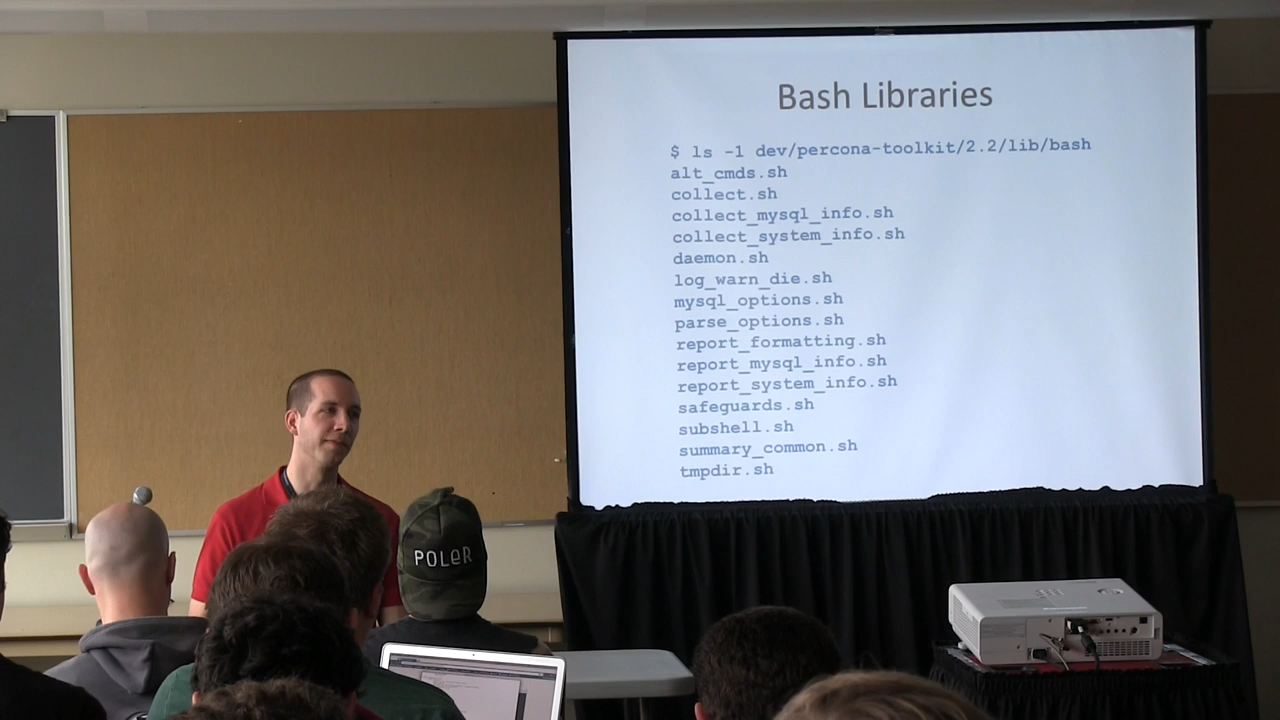 Bash Libraries
$ ls -1 dev/percona-toolkit/2.2/lib/bash
alt_cmds.sh
collect.sh
collect_mysql_info.sh
collect_system_info.sh
daemon.sh
log_warn_die.sh
mysql_options.sh
parse_options.sh
report_formatting.sh
report_mysql_info.sh
report_system_info.sh
safeguards.sh
subshell.sh
summary_common.sh
tmpdir.sh
POLeR